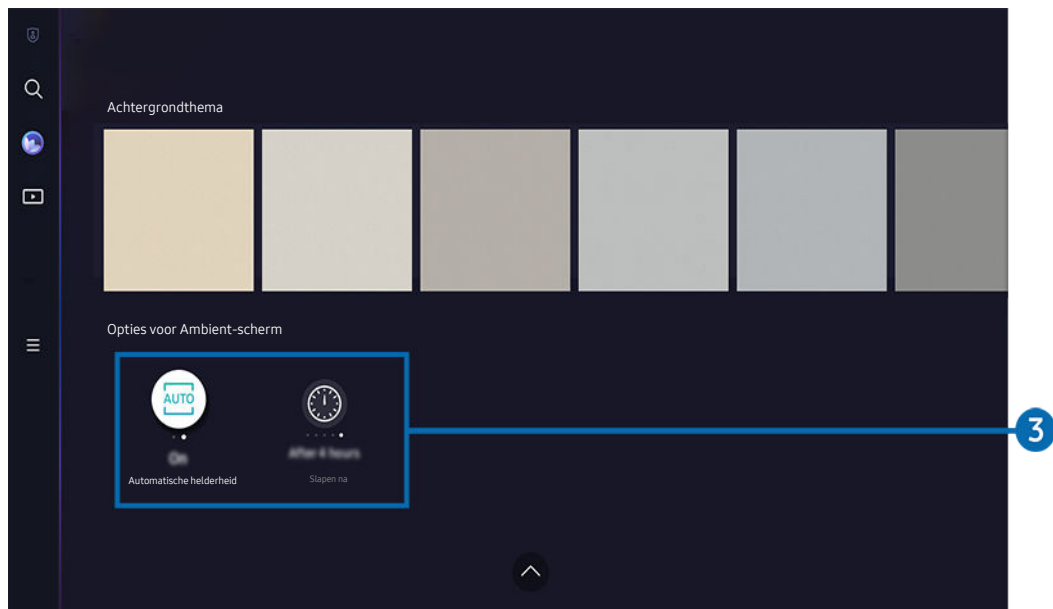 Achtergrondthema
Opties voor Ambient-scherm
AUTO
On
After 4 hours
Automatische helderheid
Slapen na
3